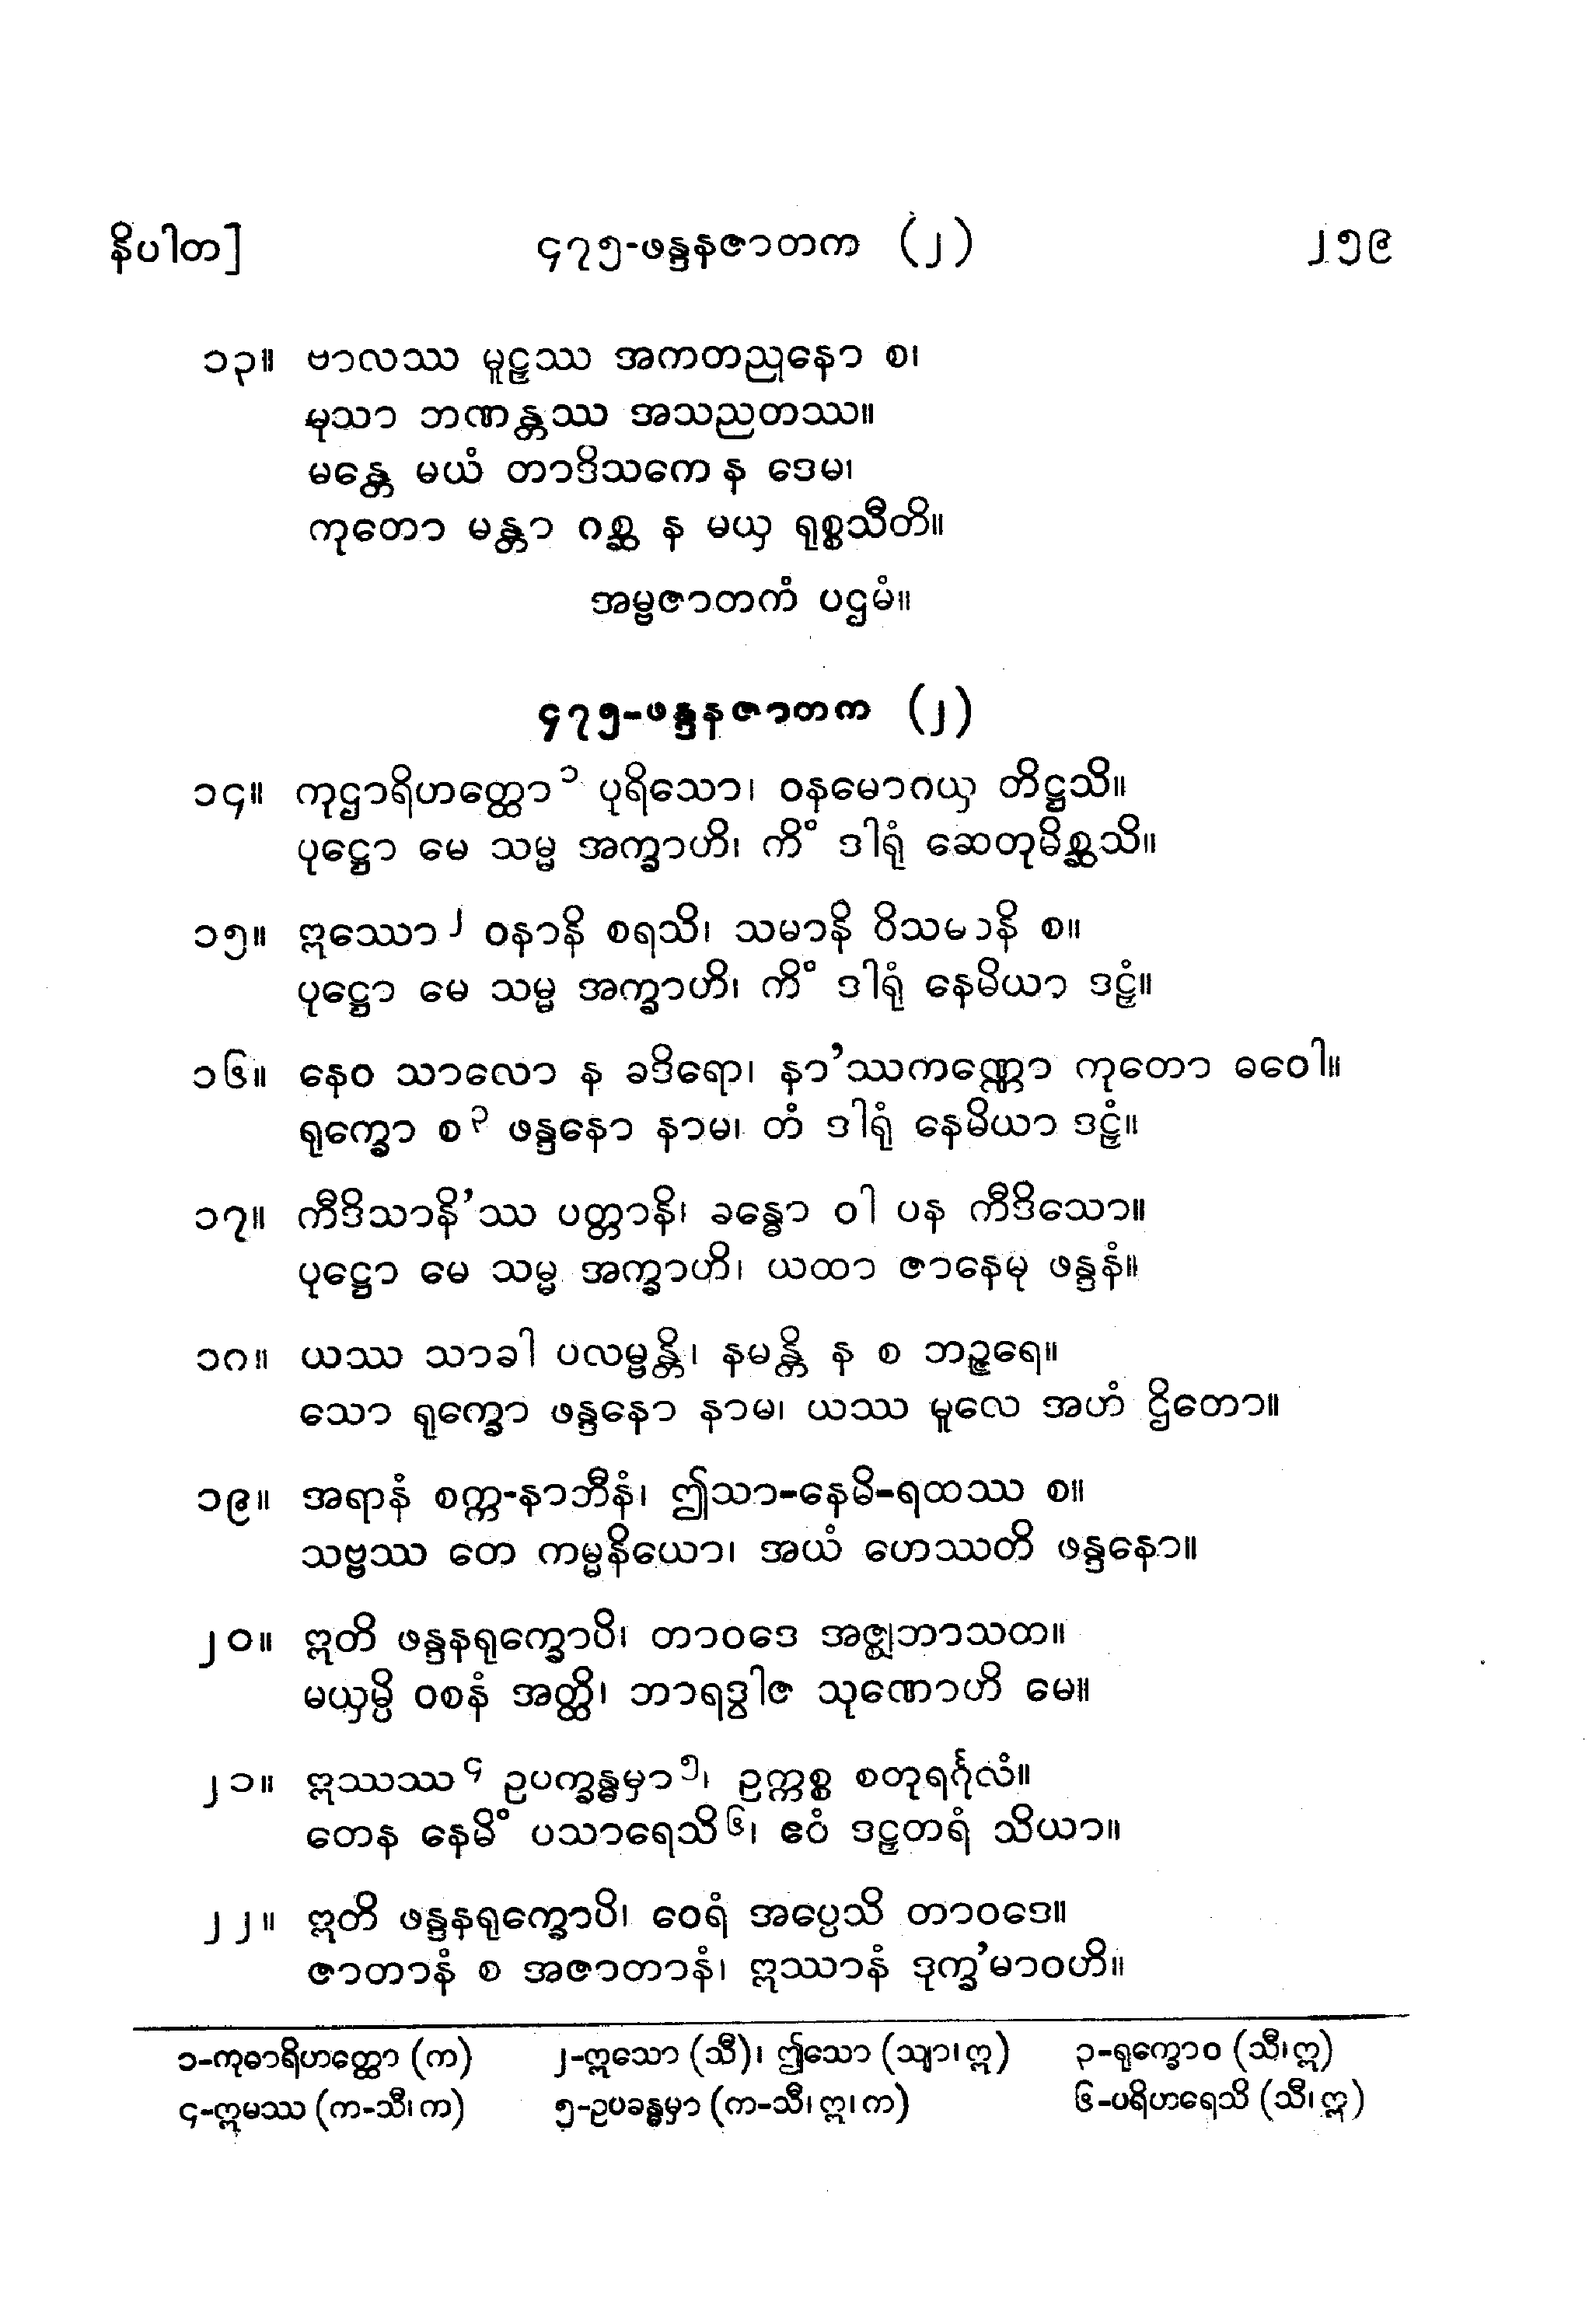 နိပါတ]	၄၇၅-ဖန္ဒနဇာတက (၂)	၂၅၉
၁၃။ ဗာလဿ မူဠှဿ အကတညုနော စ၊
မုသာ ဘဏန္တဿ အသညတဿ။
မန္တေ မယံ တာဒိသကေ န ဒေမ၊
ကုတော မန္တာ ဂစ္ဆ န မယှ ရုစ္စသီတိ။
အမ္ဗဇာတကံ ပဌမံ။
၄၇၅-ဖန္ဒနဇာတက (၂)
၁၄။ ကုဌာရိဟတ္ထော ၁ ပုရိသော၊ ဝနမောဂယှ တိဋ္ဌသိ။
ပုဋ္ဌော မေ သမ္မ အက္ခာဟိ၊ ကိံ ဒါရုံ ဆေတုမိစ္ဆသိ။
၁၅။ ဣဿော ၂ ဝနာနိ စရသိ၊ သမာနိ ဝိသမာနိ စ။
ပုဋ္ဌော မေ သမ္မ အက္ခာဟိ၊ ကိံ ဒါရုံ နေမိယာ ဒဠှံ။
၁၆။ နေဝ သာလော န ခဒိရော၊ နာ’ဿကဏ္ဏော ကုတော ဓဝေါ။
ရုက္ခော စ ၃ ဖန္ဒနော နာမ၊ တံ ဒါရုံ နေမိယာ ဒဠှံ။
၁၇။ ကီဒိသာနိ’ဿ ပတ္တာနိ၊ ခန္ဓော ဝါ ပန ကီဒိသော။
ပုဋ္ဌော မေ သမ္မ အက္ခာဟိ၊ ယထာ ဇာနေမု ဖန္ဒနံ။
၁၈။ ယဿ သာခါ ပလမ္ဗန္တိ၊ နမန္တိ န စ ဘဉ္ဇရေ။
သော ရုက္ခော ဖန္ဒနော နာမ၊ ယဿ မူလေ အဟံ ဌိတော။
၁၉။ အရာနံ စက္က-နာဘီနံ၊ ဤသာ-နေမိ-ရထဿ စ။
သဗ္ဗဿ တေ ကမ္မနိယော၊ အယံ ဟေဿတိ ဖန္ဒနော။
၂၀။ ဣတိ ဖန္ဒနရုက္ခောပိ၊ တာဝဒေ အဇ္ဈဘာသထ။
မယှမ္ပိ ဝစနံ အတ္ထိ၊ ဘာရဒွါဇ သုဏောဟိ မေ။
၂၁။ ဣဿဿ ၄ ဥပက္ခန္ဓမှာ ၅၊ ဥက္ကစ္စ စတုရင်္ဂုလံ။
တေန နေမိံ ပသာရေသိ ၆၊ ဧဝံ ဒဠှတရံ သိယာ။
၂၂။ ဣတိ ဖန္ဒနရုက္ခောပိ၊ ဝေရံ အပ္ပေသိ တာဝဒေ။
ဇာတာနံ စ အဇာတာနံ၊ ဣဿာနံ ဒုက္ခ’မာဝဟိ။
၁-ကုဓာရိဟတ္ထော (က)	၂-ဣသော (သီ)၊ ဤသော (သျာ၊ဣ)	၃-ရုက္ခောဝ (သီ၊ဣ)
၄-ဣမဿ (က-သီ၊က)	၅-ဥပခန္ဓမှာ (က-သီ၊ဣ၊က)	၆-ပရိဟရေသိ (သီ၊ဣ)